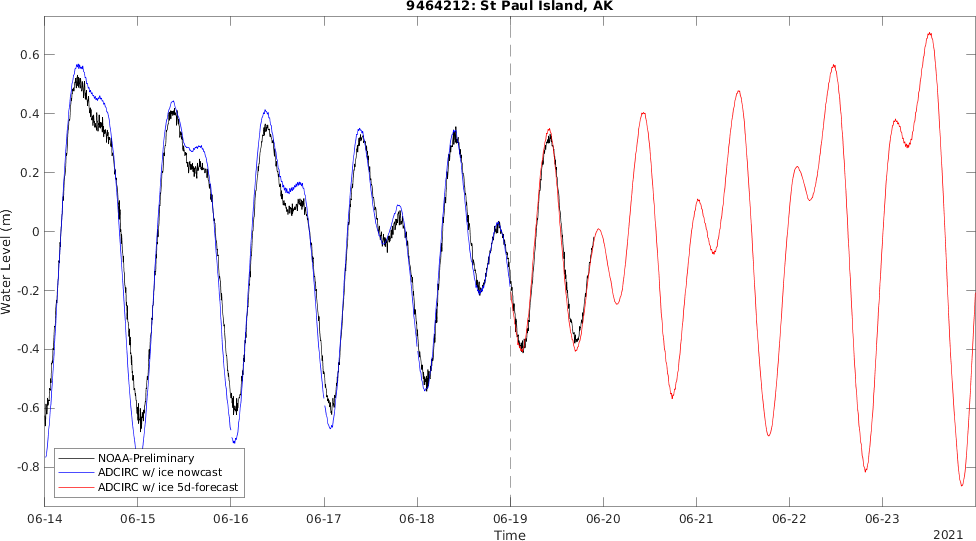 9464212: St Paul Island, AK
Water Level (m)
0.6
0.4
0.2
0
-0.2
-0.4
-0.6
-0.8
NOAA-Preliminary
ADCIRC w/ ice nowcast
ADCIRC w/ ice 5d-forecast
06-14 06-15 06-16 06-17 06-18 06-19 06-20 06-21 06-22 06-23
Time
2021